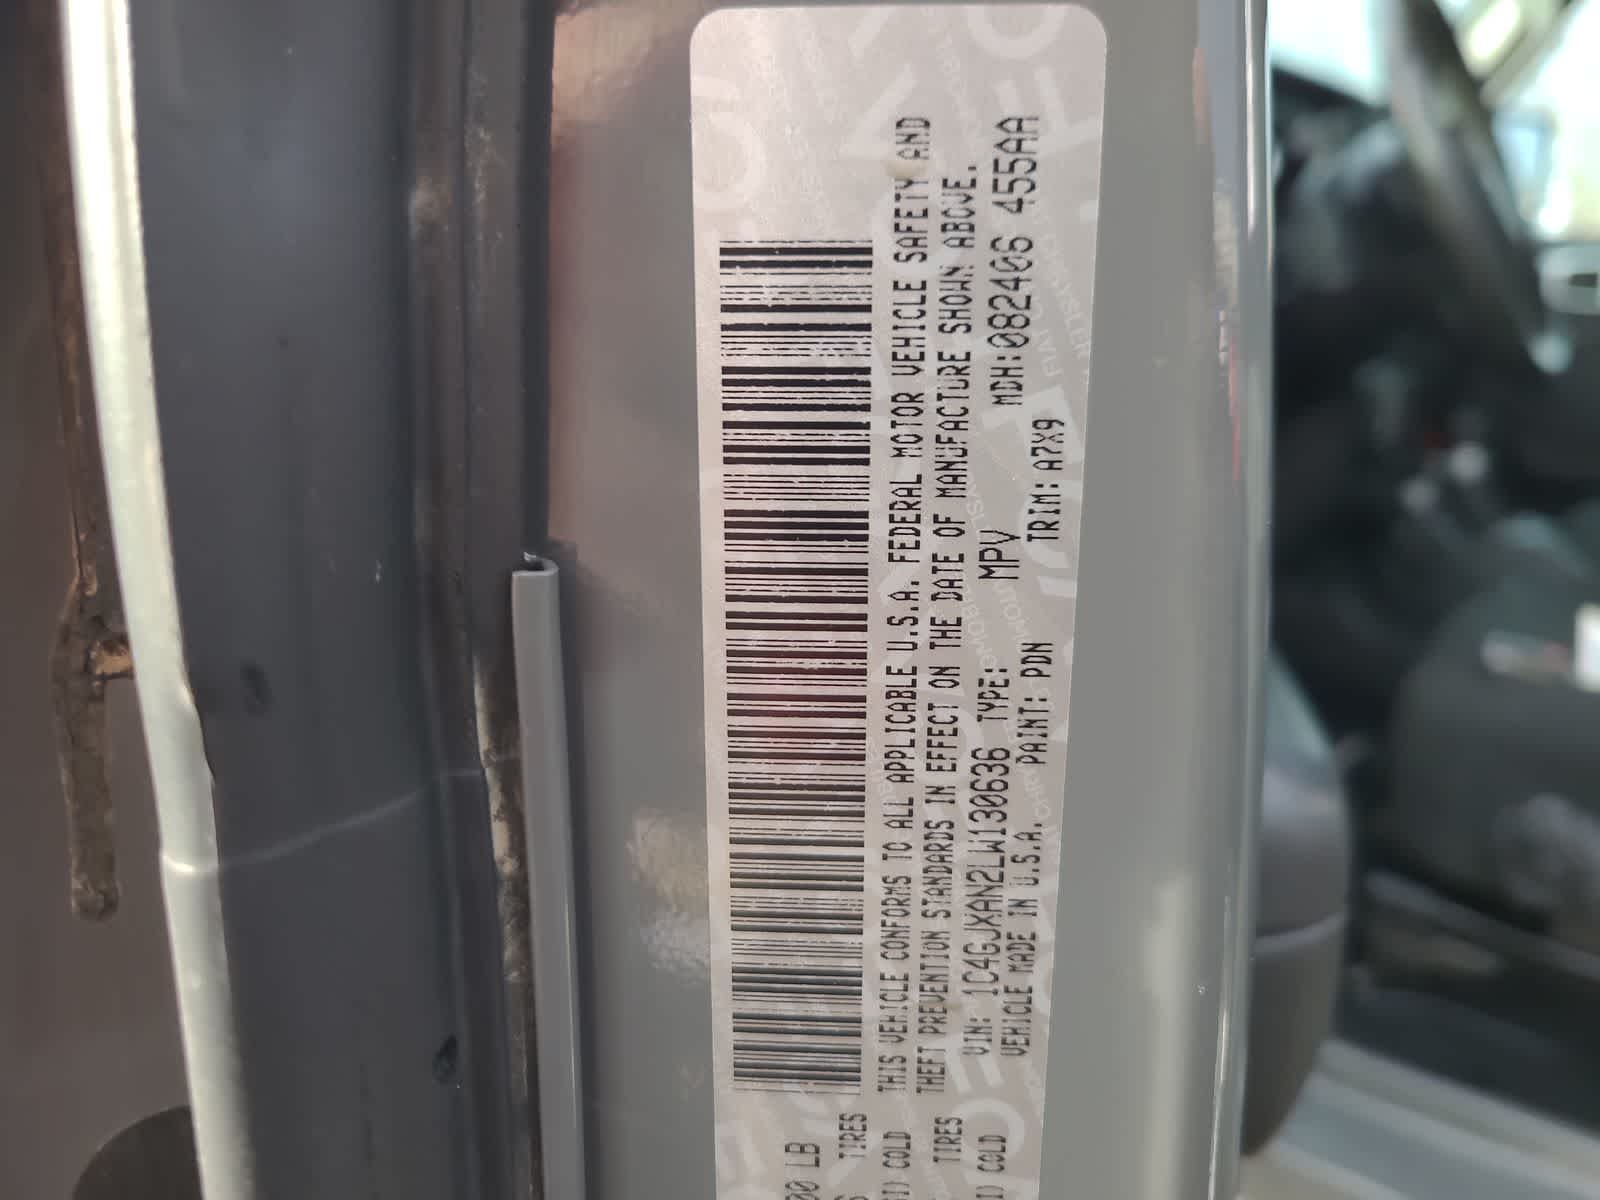 THIS VEHICLE CONFORMS TO ALL APPLICABLE U.S.A. FEDERAL MOTOR VEHICLE SAFETY AND
THEFT PREVENTION STANDARDS IN EFFECT ON THE DATE OF MANUFACTURE SHOWN ABOVE.
VIN: 1C4GJXAN2LW130636 TYPE: MPV MDH:082406 455AA
VEHICLE MADE IN U.S.A. PAINT: PDN TRIM: A7X9
00 LB
TIRES
I) COLD
TIRES
I) COLD